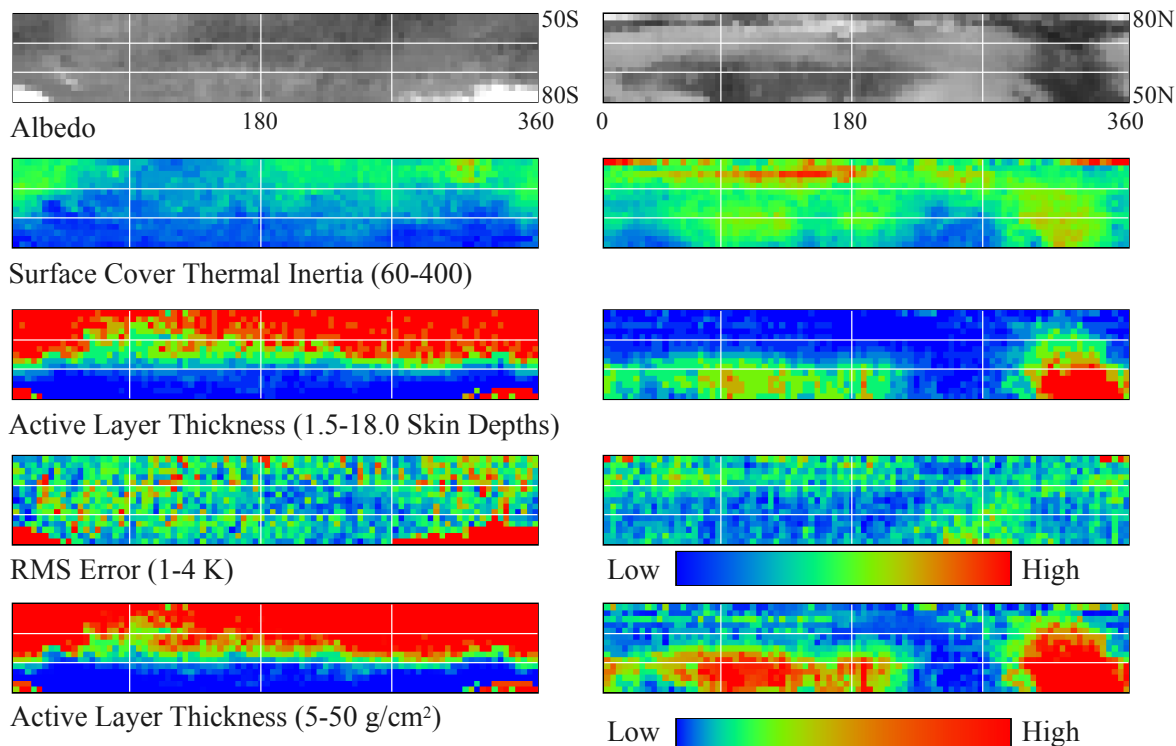 50S
80N
80S
50N
Albedo
180
360
0
180
360
Surface Cover Thermal Inertia (60-400)
Active Layer Thickness (1.5-18.0 Skin Depths)
RMS Error (1-4 K)
Low
High
Active Layer Thickness (5-50 g/cm²)
Low
High